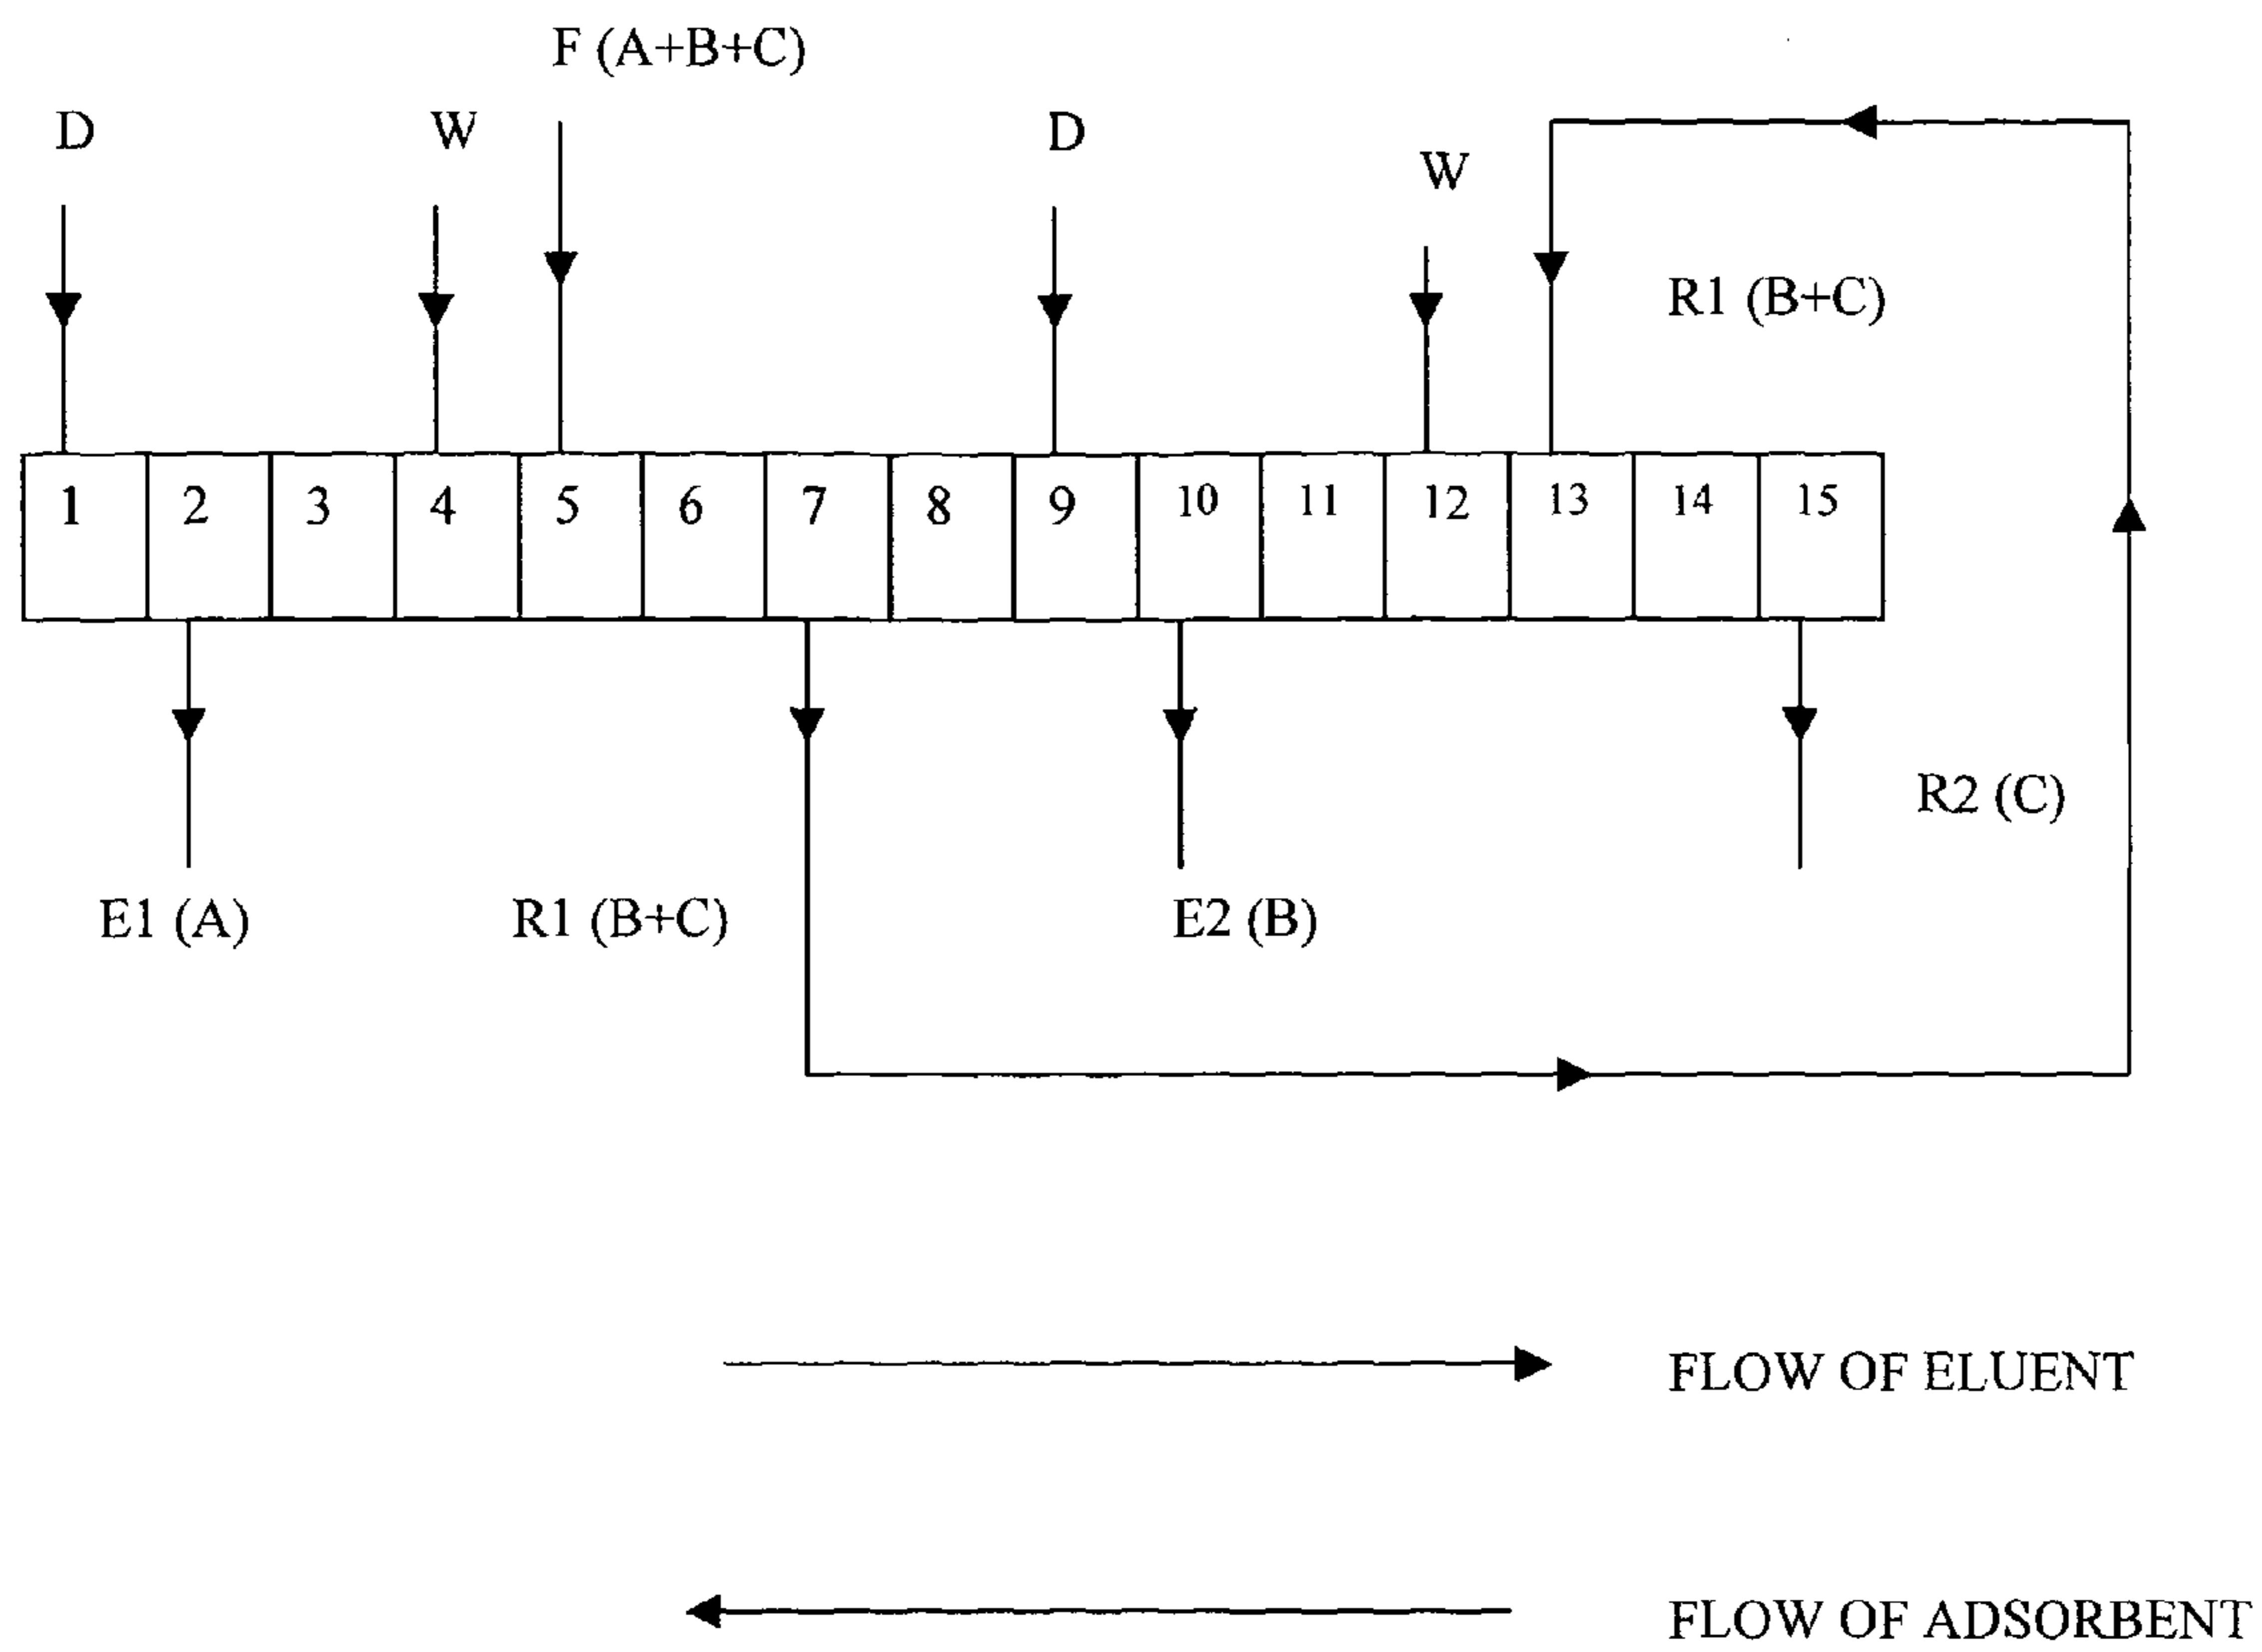 F (A+B+C)
D
W
D
W
R1 (B+C)
1 2 3 4 5 6 7 8 9 10 11 12 13 14 15
R2 (C)
E1 (A)
R1 (B+C)
E2 (B)
FLOW OF ELUENT
FLOW OF ADSORBENT